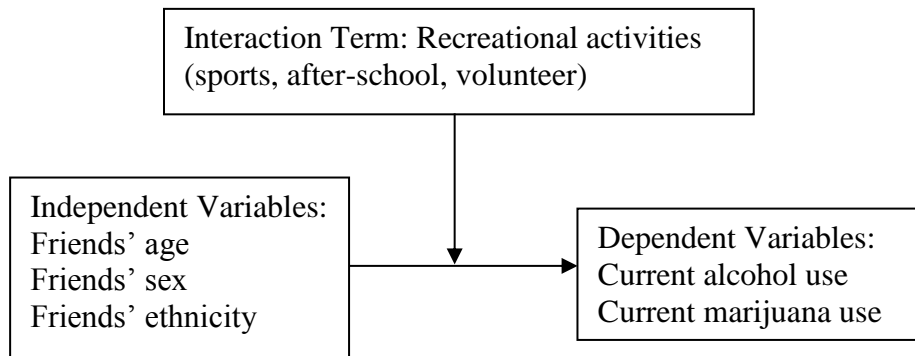 Interaction Term: Recreational activities
(sports, after-school, volunteer)
Independent Variables:
Friends’ age
Friends’ sex
Friends’ ethnicity
Dependent Variables:
Current alcohol use
Current marijuana use